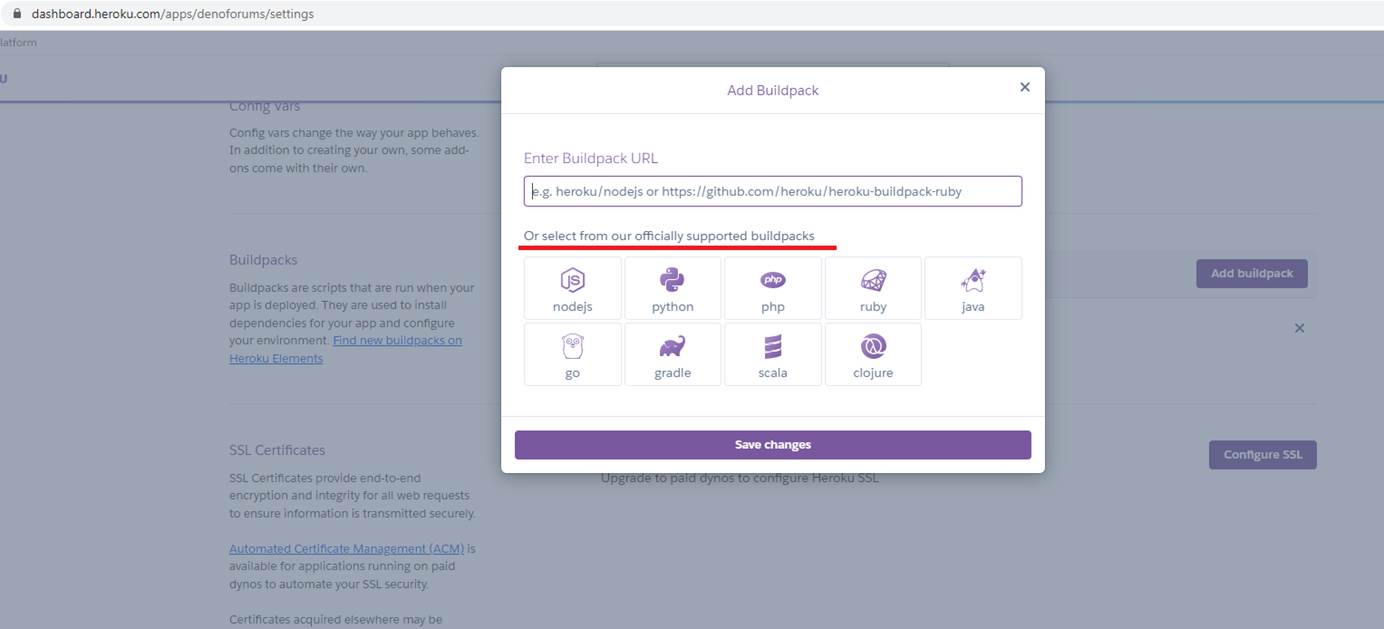 dashboard.heroku.com/apps/denoforums/settings
latform
U
Config Vars
Config vars change the way your app behaves.
In addition to creating your own, some add-
ons come with their own.
Buildpacks
Buildpacks are scripts that are run when your
app is deployed. They are used to install
dependencies for your app and configure
your environment. Find new buildpacks on
Heroku Elements
Add buildpack
SSL Certificates
SSL Certificates provide end-to-end
encryption and integrity for all web requests
to ensure information is transmitted securely.
Automated Certificate Management (ACM) is
available for applications running on paid
dynos to automate your SSL security.
Certificates acquired elsewhere may be
Upgrade to paid dynos to configure Heroku SSL
Configure SSL
Add Buildpack
Enter Buildpack URL
e.g. heroku/nodejs or https://github.com/heroku/heroku-buildpack-ruby
Or select from our officially supported buildpacks
nodejs
python
php
php
ruby
java
go
gradle
scala
clojure
Save changes